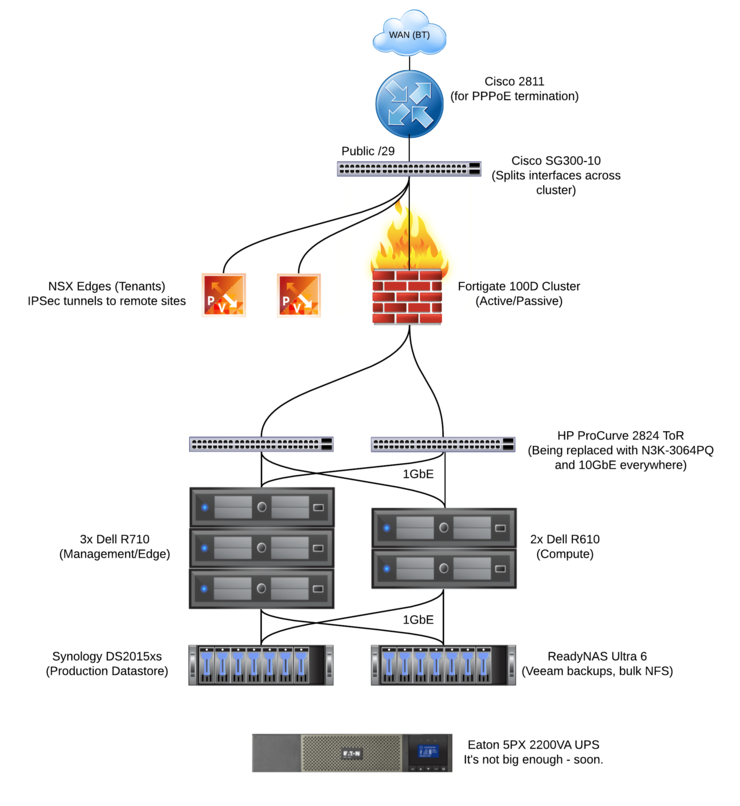 WAN (BT)
Cisco 2811
(for PPPoE termination)
Public /29
Cisco SG300-10
(Splits interfaces across
cluster)
NSX Edges (Tenants)
IPSec tunnels to remote sites
P
V
P
V
Fortigate 100D Cluster
(Active/Passive)
HP ProCurve 2824 ToR
(Being replaced with N3K-3064PQ
and 10GbE everywhere)
1GbE
3x Dell R710
(Management/Edge)
2x Dell R610
(Compute)
1GbE
Synology DS2015xs
(Production Datastore)
ReadyNAS Ultra 6
(Veeam backups, bulk NFS)
EATON
Eaton 5PX 2200VA UPS
It's not big enough - soon.